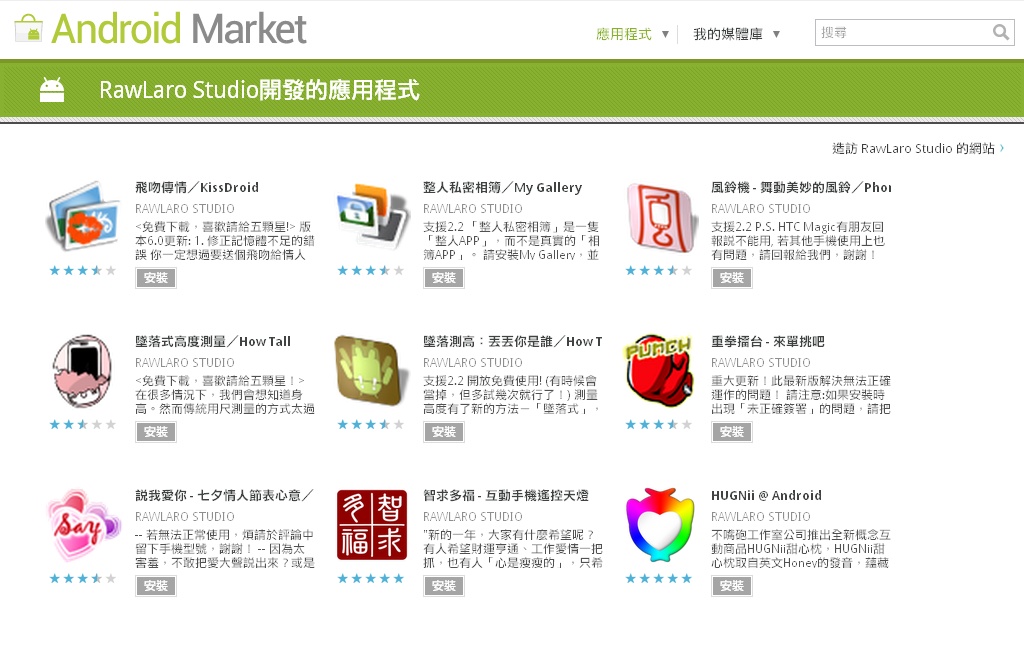 Android Market
應用程式 ▼
我的媒體庫 ▼
搜尋
RawLaro Studio開發的應用程式
造訪 RawLaro Studio 的網站 ›
飛吻傳情／KissDroid
RAWLARO STUDIO
<免費下載，喜歡請給五顆星!> 版
本6.0更新: 1. 修正記憶體不足的錯
誤 你一定想過要送個飛吻給情人
安裝
整人私密相簿／My Gallery
RAWLARO STUDIO
支援2.2 「整人私密相簿」是一隻
「整人APP」，而不是真實的「相
簿APP」。 請安裝My Gallery，並
安裝
風鈴機 - 舞動美妙的風鈴／Phon
RAWLARO STUDIO
支援2.2 P.S. HTC Magic有朋友回
報說不能用, 若其他手機使用上也
有問題，請回報給我們，謝謝！
安裝
墜落式高度測量／How Tall
RAWLARO STUDIO
<免費下載，喜歡請給五顆星！>
在很多情況下，我們會想知道身
高。然而傳統用尺測量的方式太過
安裝
墜落測高：丟丟你是誰／How T
RAWLARO STUDIO
支援2.2 開放免費使用! (有時候會
當掉，但多試幾次就行了！) 測量
高度有了新的方法－「墜落式」，
安裝
PUNCH
重拳擂台 - 來單挑吧
RAWLARO STUDIO
重大更新！此最新版解決無法正確
運作的問題！ 請注意:如果安裝時
出現「未正確簽署」的問題，請把
安裝
Say
說我愛你 - 七夕情人節表心意／
RAWLARO STUDIO
-- 若無法正常使用，煩請於評論中
留下手機型號，謝謝！ -- 因為太
害羞，不敢把愛大聲說出來？或是
安裝
多智
福求
智求多福 - 互動手機遙控天燈
RAWLARO STUDIO
"新的一年，大家有什麼希望呢？
有人希望財運亨通、工作愛情一把
抓，也有人「心是瘦瘦的」，只希
安裝
HUGNii @ Android
RAWLARO STUDIO
不嘴砲工作室公司推出全新概念互
動商品HUGNii甜心枕，HUGNii甜
心枕取自英文Honey的發音，蘊藏
安裝